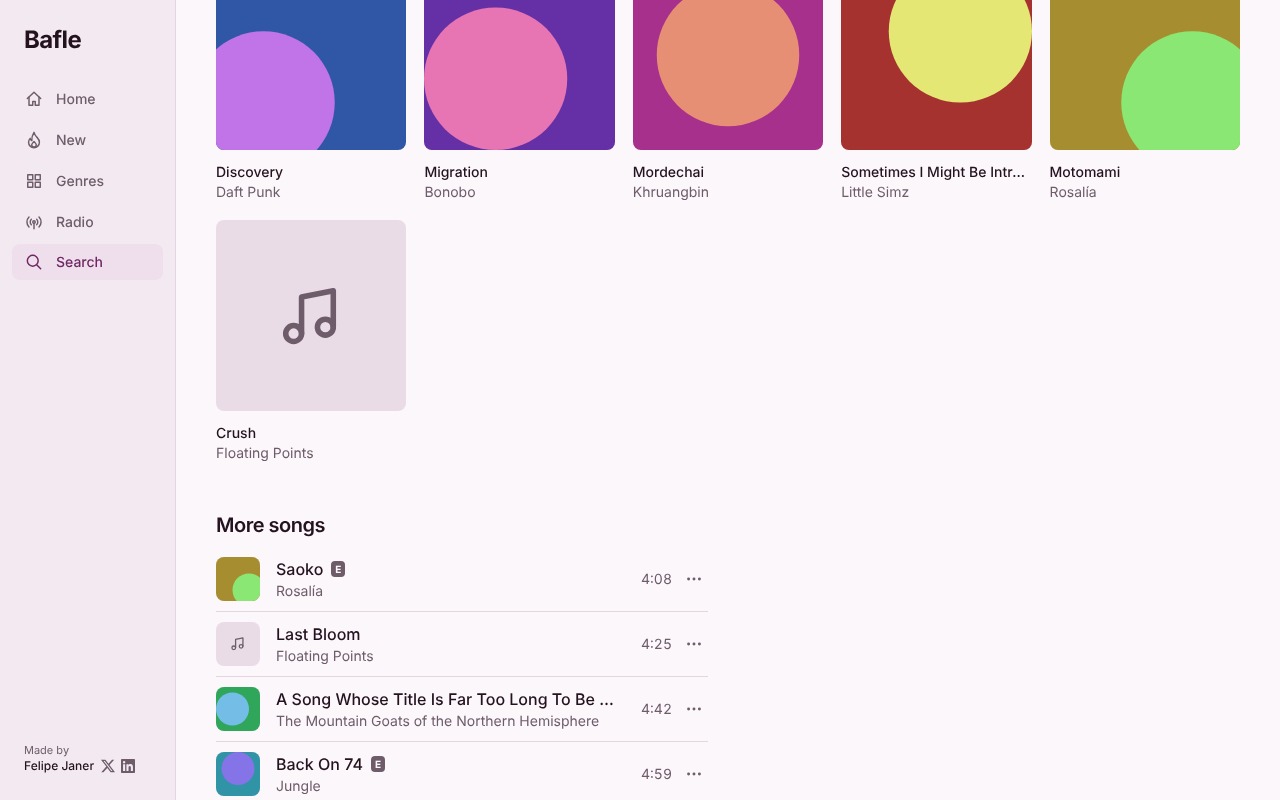 Bafle
Home
New
Genres
Radio
Search
Made by
Felipe Janer
Discovery
Daft Punk
Migration
Bonobo
Mordechai
Khruangbin
Sometimes I Might Be Intr...
Little Simz
Motomami
Rosalía
Crush
Floating Points
More songs
Saoko E
Rosalía
4:08
Last Bloom
Floating Points
4:25
A Song Whose Title Is Far Too Long To Be ...
The Mountain Goats of the Northern Hemisphere
4:42
Back On 74 E
Jungle
4:59